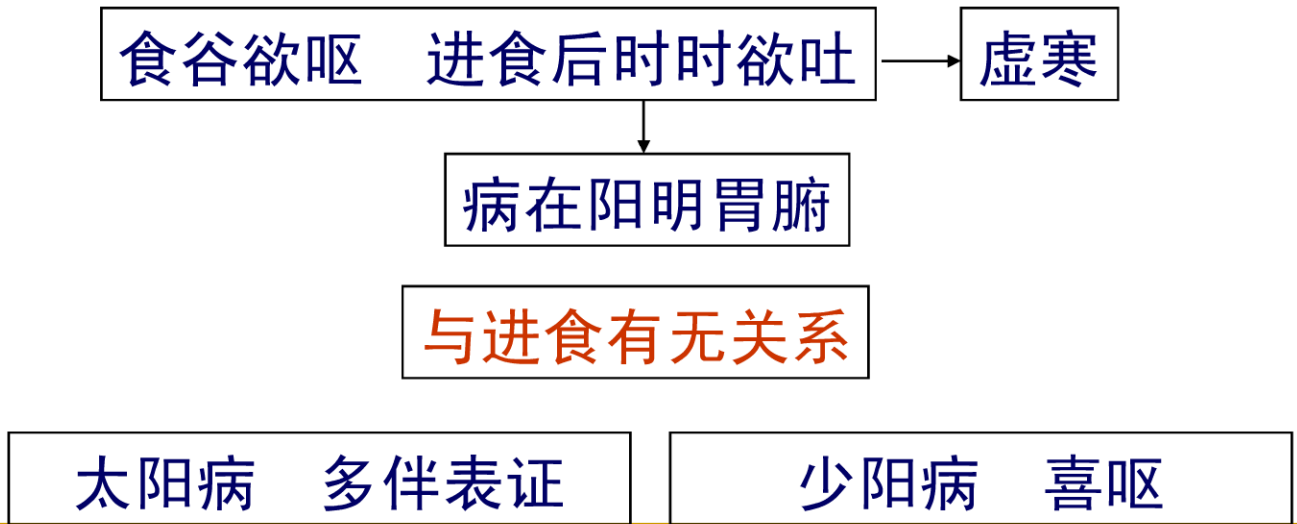 食谷欲呕　进食后时时欲吐 虚寒
病在阳明胃腑
与进食有无关系
太阳病　多伴表证 少阳病　喜呕